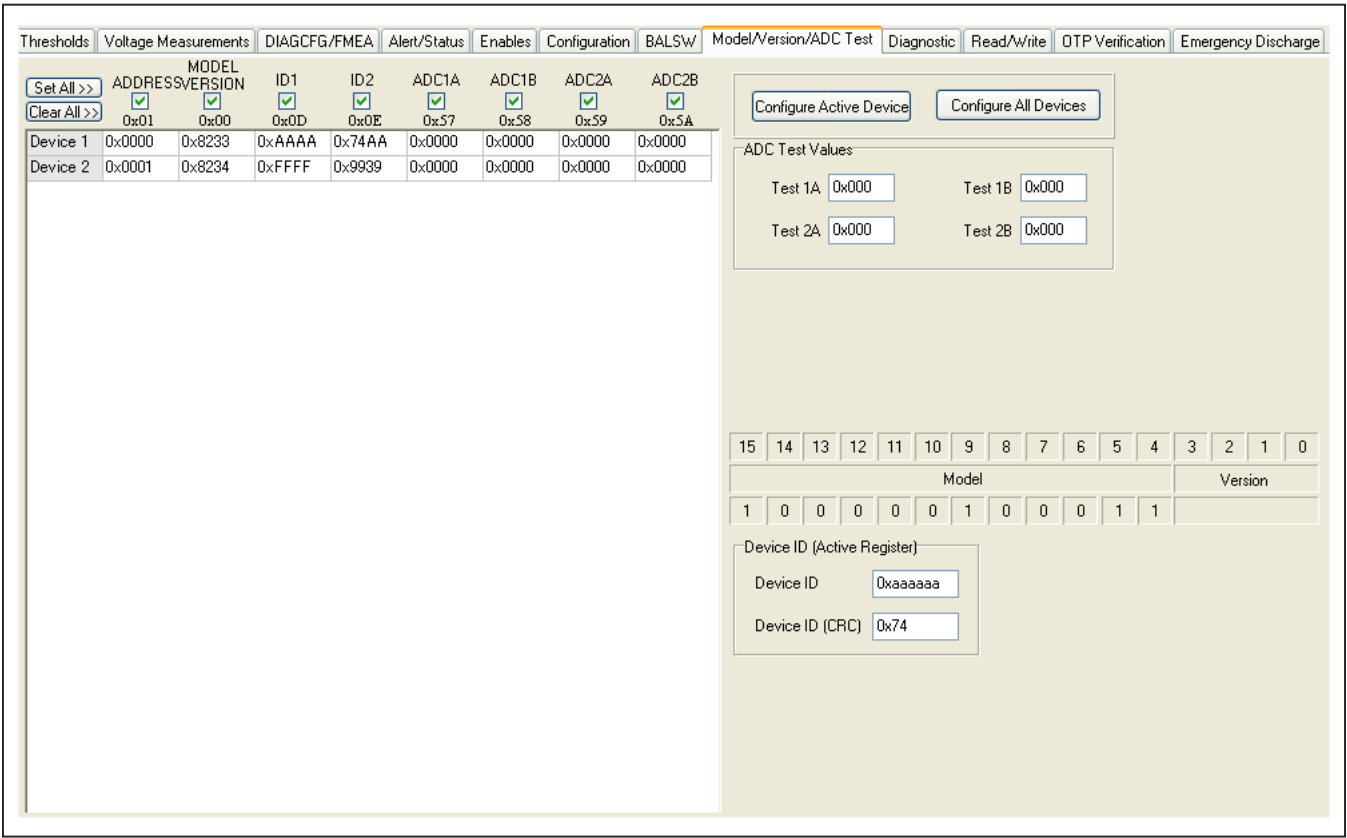 Thresholds Voltage Measurements DIAGCFG/FMEA Alert/Status Enables Configuration BALSW Model/Version/ADC Test Diagnostic Read/Write OTP Verification Emergency Discharge
MODEL
Set All >> ADDRESS VERSION ID1 ID2 ADC1A ADC1B ADC2A ADC2B
Clear All >> 0x01 0x00 0x0D 0x0E 0x57 0x58 0x59 0x5A
Device 1 0x0000 0x8233 0xAAAA 0x74AA 0x0000 0x0000 0x0000 0x0000
Device 2 0x0001 0x8234 0xFFFF 0x9939 0x0000 0x0000 0x0000 0x0000
Configure Active Device Configure All Devices
ADC Test Values
Test 1A 0x000 Test 1B 0x000
Test 2A 0x000 Test 2B 0x000
15 14 13 12 11 10 9 8 7 6 5 4 3 2 1 0
Model Version
1 0 0 0 0 0 1 0 0 0 1 1
Device ID (Active Register)
Device ID 0xaaaaaa
Device ID (CRC) 0x74